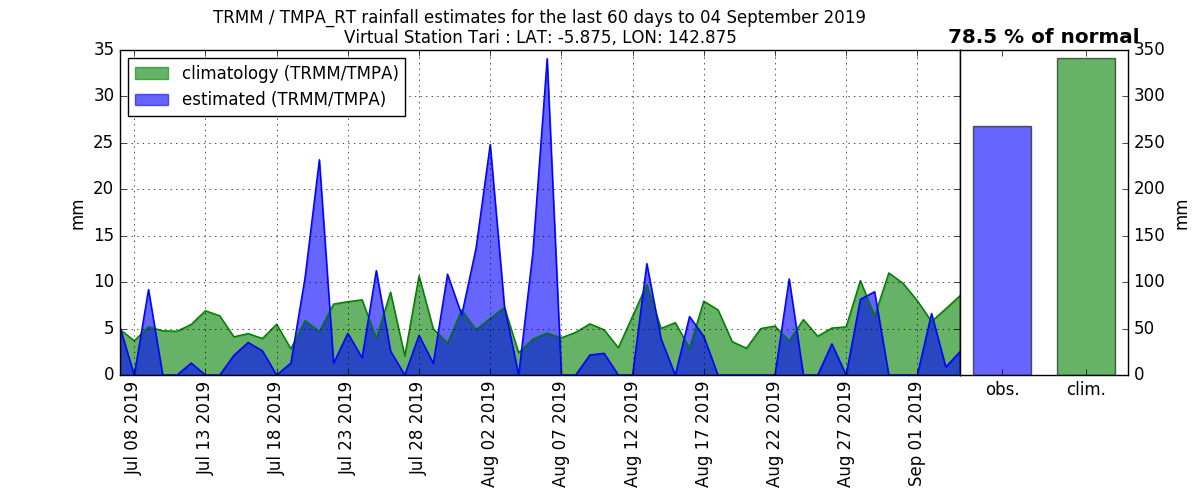 TRMM / TMPA_RT rainfall estimates for the last 60 days to 04 September 2019
Virtual Station Tari : LAT: -5.875, LON: 142.875
78.5 % of normal
climatology (TRMM/TMPA)
estimated (TRMM/TMPA)
mm
35
30
25
20
15
10
5
0
Jul 08 2019
Jul 13 2019
Jul 18 2019
Jul 23 2019
Jul 28 2019
Aug 02 2019
Aug 07 2019
Aug 12 2019
Aug 17 2019
Aug 22 2019
Aug 27 2019
Sep 01 2019
obs.
clim.
350
300
250
200
150
100
50
0
mm